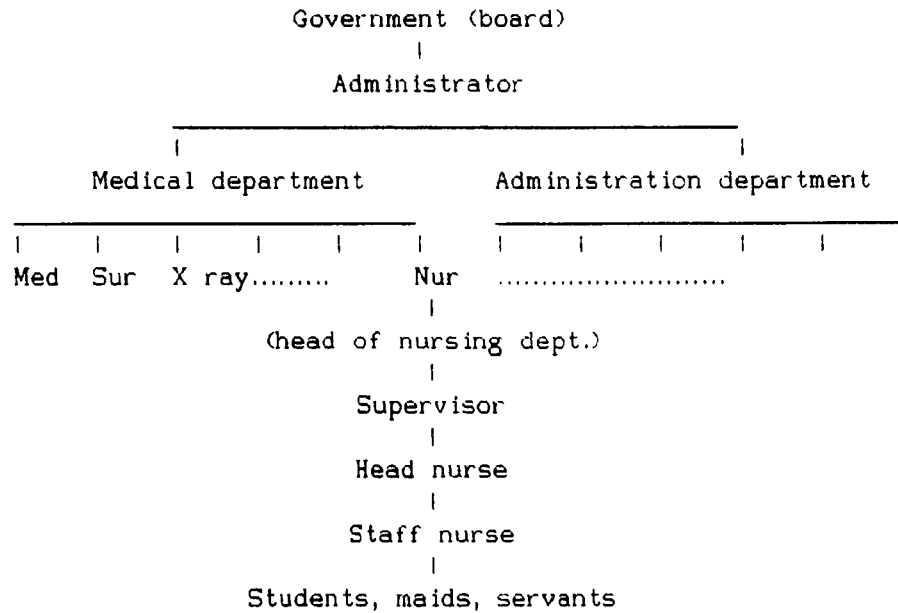 Government (board)
Administrator
Medical department Administration department
Med Sur X ray......... Nur ............................
(head of nursing dept.)
Supervisor
Head nurse
Staff nurse
Students, maids, servants